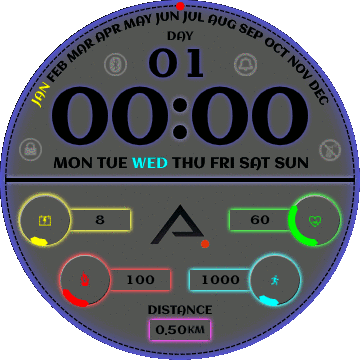 JAN FEB MAR APR MAY JUN JUL AUG SEP OCT NOV DEC
DAY
01
00:00
MON TUE WED THU FRI SAT SUN
8 60
100 1000
DISTANCE
0,50KM